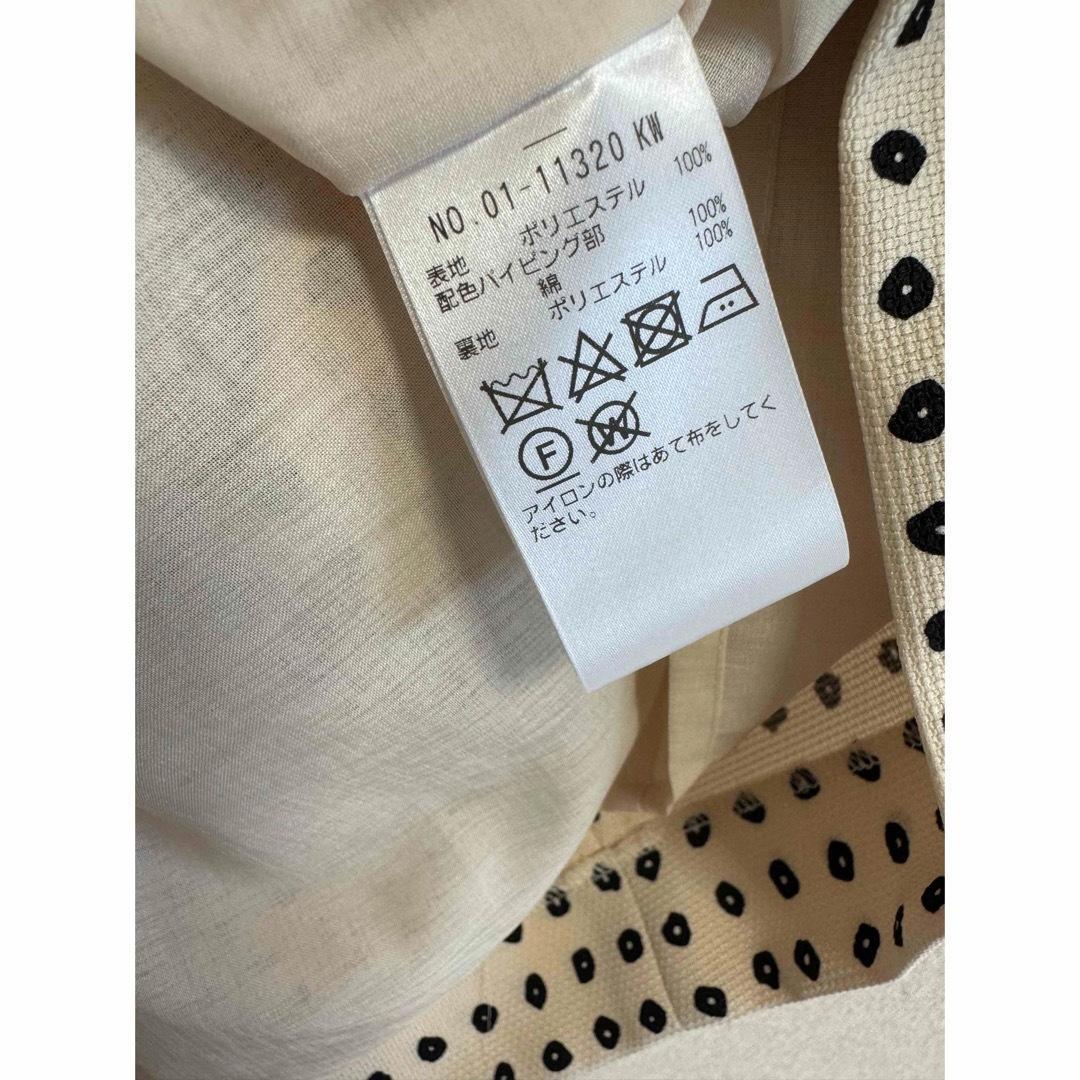 NO.01-11320 KW
表地 ポリエステル 100%
配色パイピング部
綿 100%
裏地 ポリエステル 100%
F W
アイロンの際はあて布をしてく
ださい。